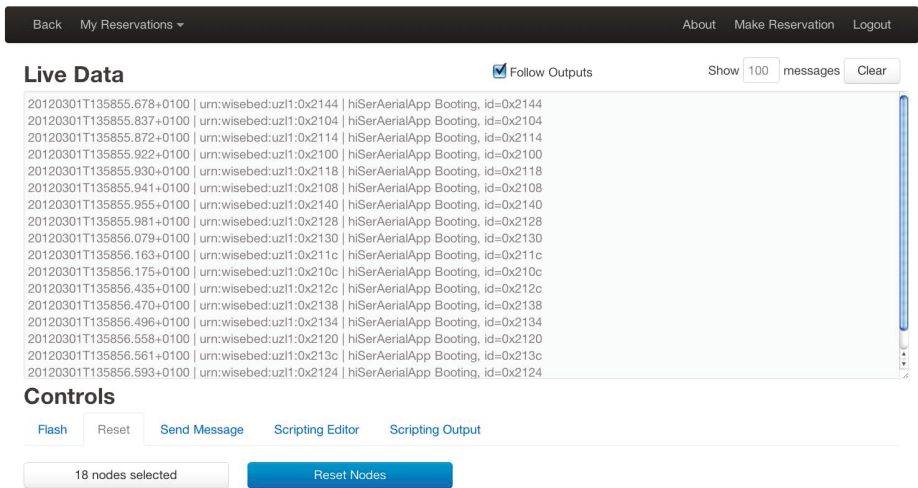 Back My Reservations About Make Reservation Logout
Live Data Follow Outputs Show 100 messages Clear
20120301T135855.678+0100 | urn:wisebed:uzl1:0x2144 | hiSerAerialApp Booting, id=0x2144
20120301T135855.837+0100 | urn:wisebed:uzl1:0x2104 | hiSerAerialApp Booting, id=0x2104
20120301T135855.872+0100 | urn:wisebed:uzl1:0x2114 | hiSerAerialApp Booting, id=0x2114
20120301T135855.922+0100 | urn:wisebed:uzl1:0x2100 | hiSerAerialApp Booting, id=0x2100
20120301T135855.930+0100 | urn:wisebed:uzl1:0x2118 | hiSerAerialApp Booting, id=0x2118
20120301T135855.941+0100 | urn:wisebed:uzl1:0x2108 | hiSerAerialApp Booting, id=0x2108
20120301T135855.955+0100 | urn:wisebed:uzl1:0x2140 | hiSerAerialApp Booting, id=0x2140
20120301T135855.981+0100 | urn:wisebed:uzl1:0x2128 | hiSerAerialApp Booting, id=0x2128
20120301T135856.079+0100 | urn:wisebed:uzl1:0x2130 | hiSerAerialApp Booting, id=0x2130
20120301T135856.163+0100 | urn:wisebed:uzl1:0x211c | hiSerAerialApp Booting, id=0x211c
20120301T135856.175+0100 | urn:wisebed:uzl1:0x210c | hiSerAerialApp Booting, id=0x210c
20120301T135856.435+0100 | urn:wisebed:uzl1:0x212c | hiSerAerialApp Booting, id=0x212c
20120301T135856.470+0100 | urn:wisebed:uzl1:0x2138 | hiSerAerialApp Booting, id=0x2138
20120301T135856.496+0100 | urn:wisebed:uzl1:0x2134 | hiSerAerialApp Booting, id=0x2134
20120301T135856.558+0100 | urn:wisebed:uzl1:0x2120 | hiSerAerialApp Booting, id=0x2120
20120301T135856.561+0100 | urn:wisebed:uzl1:0x213c | hiSerAerialApp Booting, id=0x213c
20120301T135856.593+0100 | urn:wisebed:uzl1:0x2124 | hiSerAerialApp Booting, id=0x2124
Controls
Flash Reset Send Message Scripting Editor Scripting Output
18 nodes selected Reset Nodes